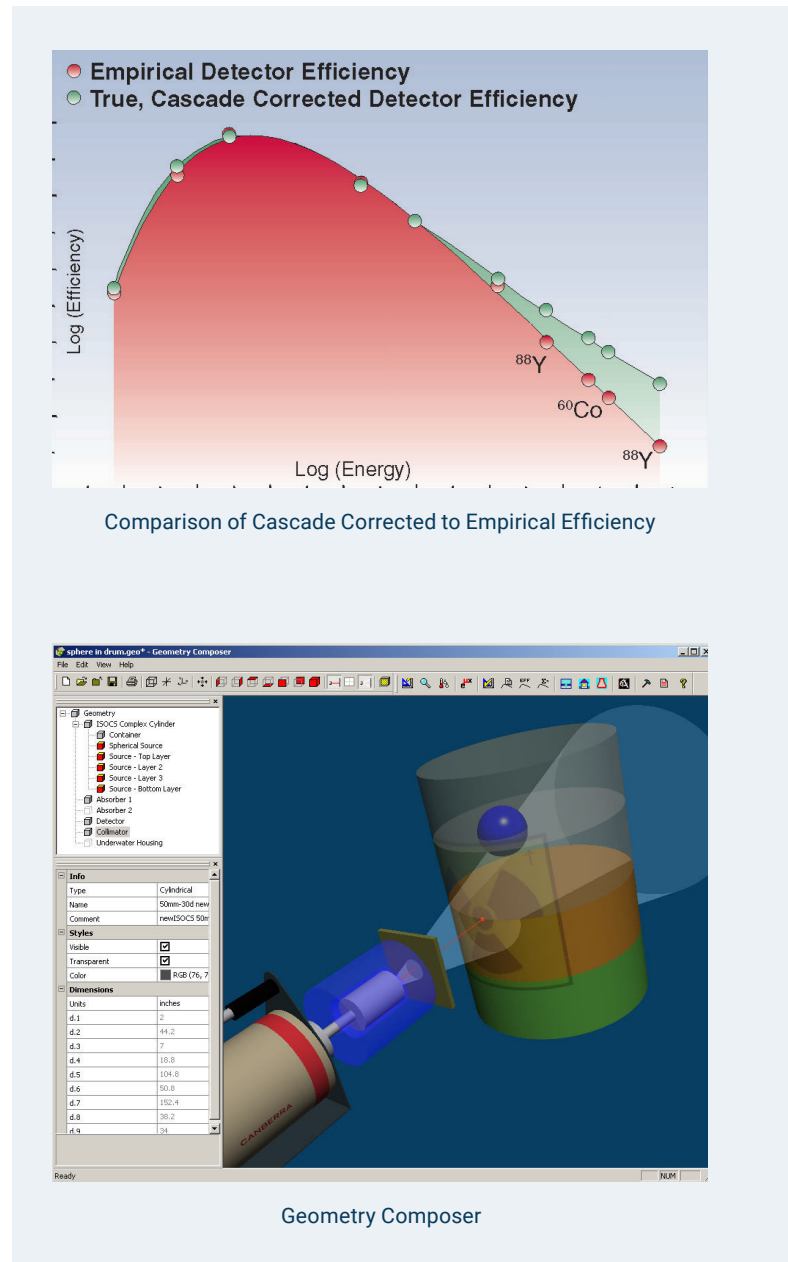 Empirical Detector Efficiency
True, Cascade Corrected Detector Efficiency
Log (Efficiency)
88Y
60Co
88Y
Log (Energy)
Comparison of Cascade Corrected to Empirical Efficiency
sphere in drum.geo* - Geometry Composer
File Edit View Help
Geometry
ISOCS Complex Cylinder
Container
Spherical Source
Source - Top Layer
Source - Layer 2
Source - Layer 3
Source - Bottom Layer
Absorber 1
Absorber 2
Detector
Collimator
Underwater Housing
Info
Type Cylindrical
Name 50mm-30d new
Comment newISOCS 50m
Styles
Visible
Transparent
Color RGB (76, 7
Dimensions
Units inches
d.1 2
d.2 44.2
d.3 7
d.4 18.8
d.5 104.8
d.6 50.8
d.7 152.4
d.8 38.2
d.9 34
CANBERRA
Ready NUM
Geometry Composer